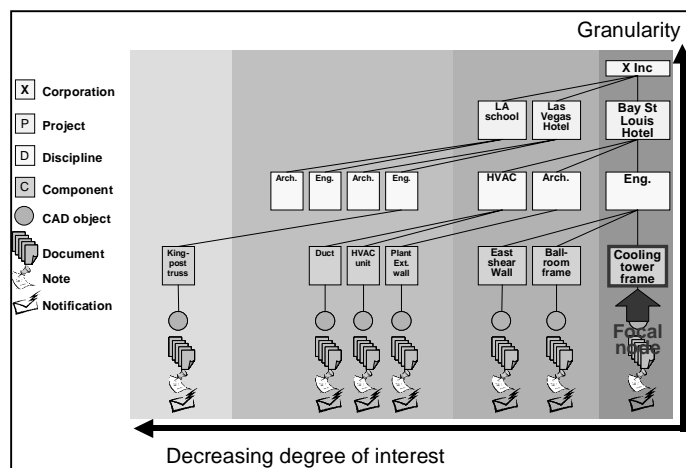 Granularity
X Inc
LA
school
Las
Vegas
Hotel
Bay St
Louis
Hotel
Arch.
Eng.
Arch.
Eng.
HVAC
Arch.
Eng.
King-
post
truss
Duct
HVAC
unit
Plant
Ext.
wall
East
shear
Wall
Ball-
room
frame
Cooling
tower
frame
Focal
node
X Corporation
P Project
D Discipline
C Component
CAD object
Document
Note
Notification
Decreasing degree of interest